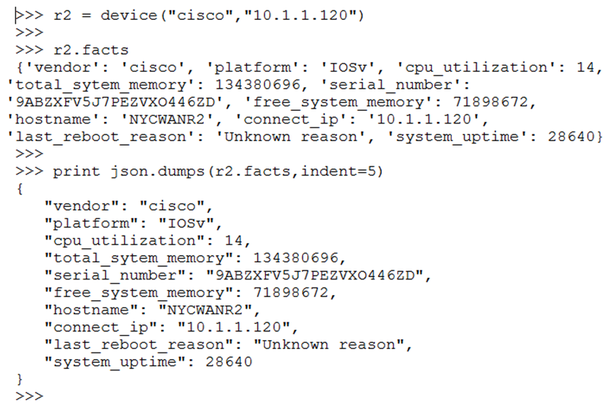 >>> r2 = device("cisco","10.1.1.120")
>>>
>>> r2.facts
{'vendor': 'cisco', 'platform': 'IOSv', 'cpu_utilization': 14,
'total_sytem_memory': 134380696, 'serial_number':
'9ABZXFV5J7PEZVXO446ZD', 'free_system_memory': 71898672,
'hostname': 'NYCWANR2', 'connect_ip': '10.1.1.120',
'last_reboot_reason': 'Unknown reason', 'system_uptime': 28640}
>>>
>>> print json.dumps(r2.facts,indent=5)
{
     "vendor": "cisco",
     "platform": "IOSv",
     "cpu_utilization": 14,
     "total_sytem_memory": 134380696,
     "serial_number": "9ABZXFV5J7PEZVXO446ZD",
     "free_system_memory": 71898672,
     "hostname": "NYCWANR2",
     "connect_ip": "10.1.1.120",
     "last_reboot_reason": "Unknown reason",
     "system_uptime": 28640
}
>>>